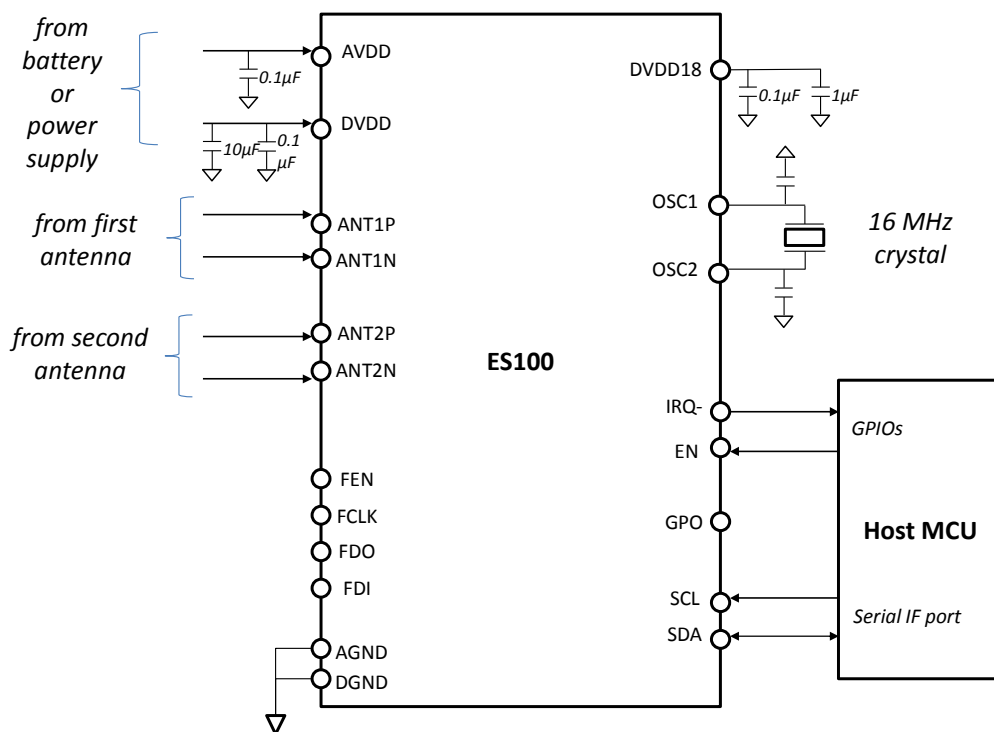 from
battery
or
power
supply
AVDD
0.1µF
DVDD
10µF
0.1
µF
from first
antenna
ANT1P
ANT1N
from second
antenna
ANT2P
ANT2N
FEN
FCLK
FDO
FDI
AGND
DGND
ES100
DVDD18
0.1µF
1µF
OSC1
OSC2
16 MHz
crystal
IRQ-
EN
GPO
SCL
SDA
GPIOs
Host MCU
Serial IF port